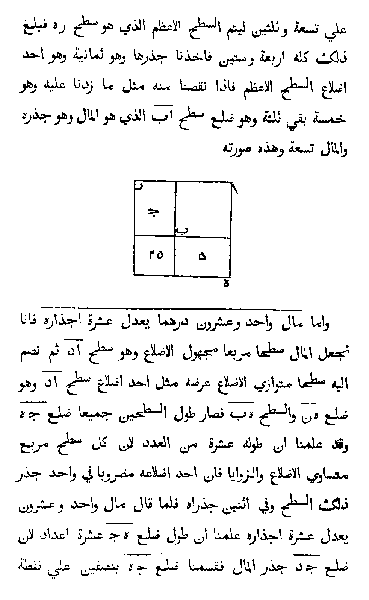 علي تسعة وثلثين ليتم السطح الاعظم الذي هو سطح ره فبلغ
ذلك كله اربعة وستين فاخذنا جذرها وهو ثمانية وهو احد
اضلاع السطح الاعظم فاذا نقصنا منه مثل ما زدنا عليه وهو
خمسة بقي ثلثة وهو ضلع سطح اب الذي هو المال وهو جذره
والمال تسعة وهذه صورته
ب
٢٥
ه
واما مال واحد وعشرون درهما يعدل عشرة اجذاره فانا
نجعل المال سطحا مربعا مجهول الاضلاع وهو سطح اد ثم نضم
اليه سطحا متوازي الاضلاع عرضه مثل احد اضلاع سطح اد وهو
ضلع هن والسطح هب فصار طول السطحين جميعا ضلع جه
وقد علمنا ان طوله عشرة من العدد لان كل سطح مربع
متساوي الاضلاع والزوايا فان احد اضلاعه مضروبا في واحد جذر
ذلك السطح وفي اثنين جذراه فلما قال مال واحد وعشرون
يعدل عشرة اجذاره علمنا ان طول ضلع هج عشرة اعداد لان
ضلع جد جذر المال فقسمنا ضلع جه بنصفين علي نقطة